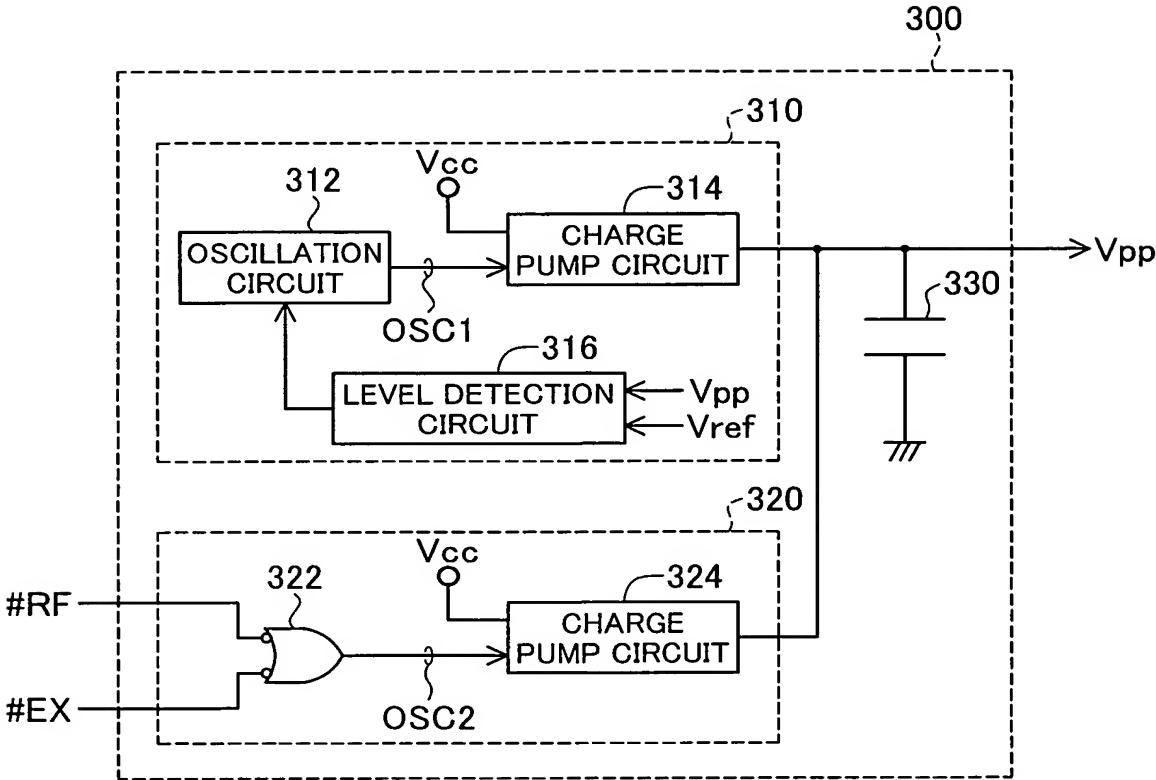 300
310
Vcc
312
314
OSCILLATION
CIRCUIT
CHARGE
PUMP CIRCUIT
Vpp
OSC1
330
316
LEVEL DETECTION
CIRCUIT
Vpp
Vref
320
Vcc
322
324
#RF
CHARGE
PUMP CIRCUIT
#EX
OSC2